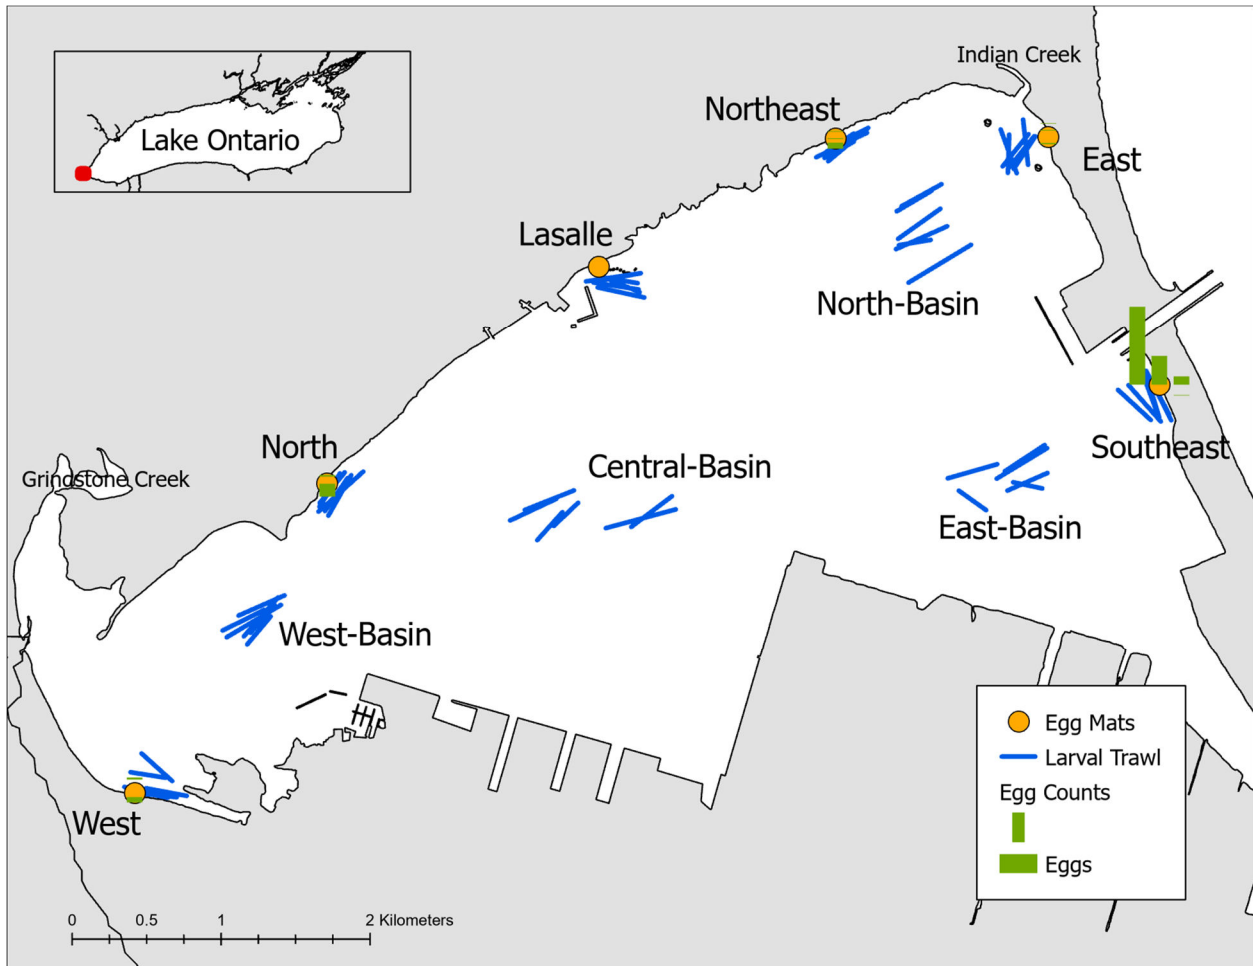 Indian Creek
Northeast
Lake Ontario
East
Lasalle
North-Basin
North
Southeast
Central-Basin
Grindstone Creek
East-Basin
West-Basin
Egg Mats
Larval Trawl
Egg Counts
Eggs
West
0 0.5 1 2 Kilometers